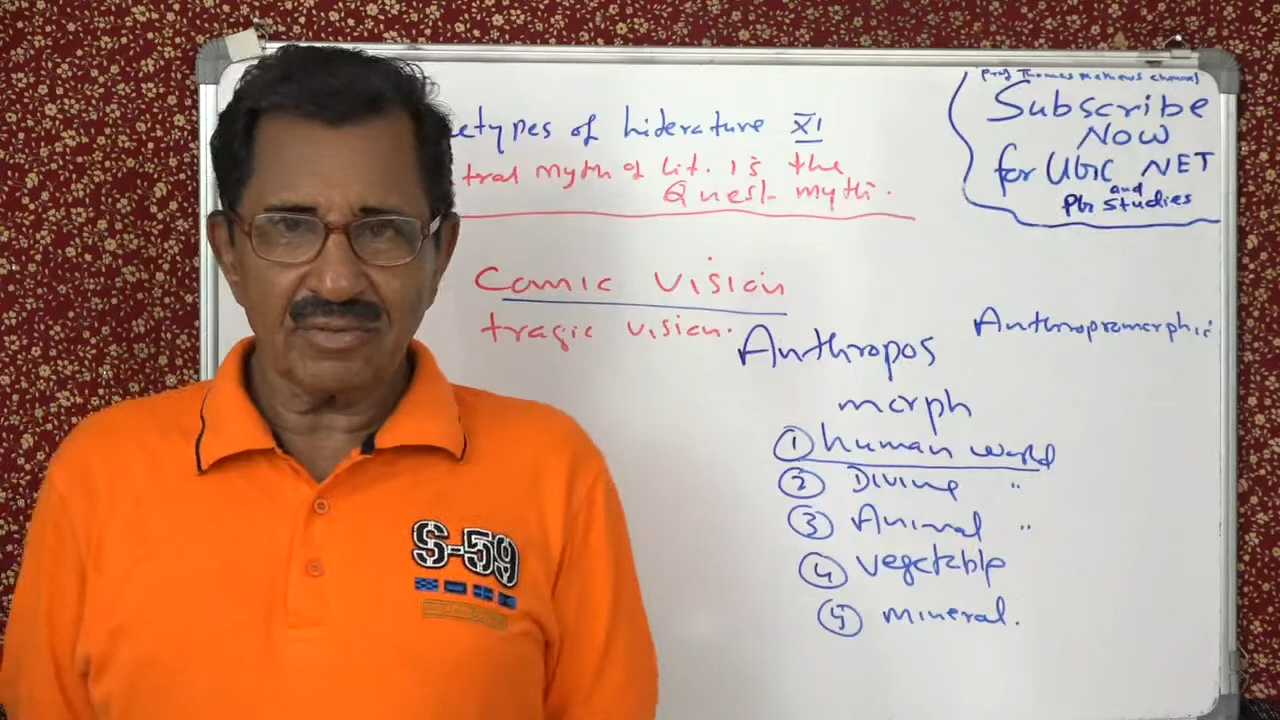 Prof Thomas Mathews channel
Subscribe
NOW
for UGC NET
and
PG Studies
etypes of Literature XI
tral myth of Lit. is the
Quest myth.
Comic Vision
tragic vision.
Anthropos
Anthropromorphic
morph
① human world
② Divine "
③ Animal "
④ vegetable
⑤ mineral.
S-59